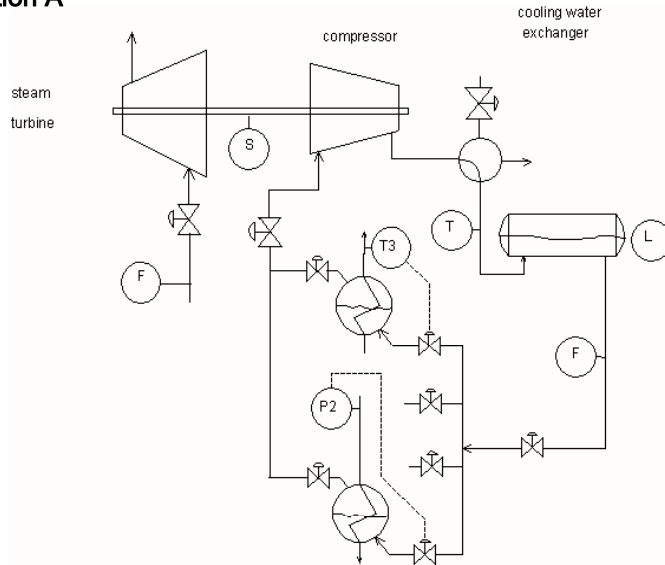 tion A
cooling water
exchanger
compressor
steam
turbine
S
T
L
T3
F
F
P2